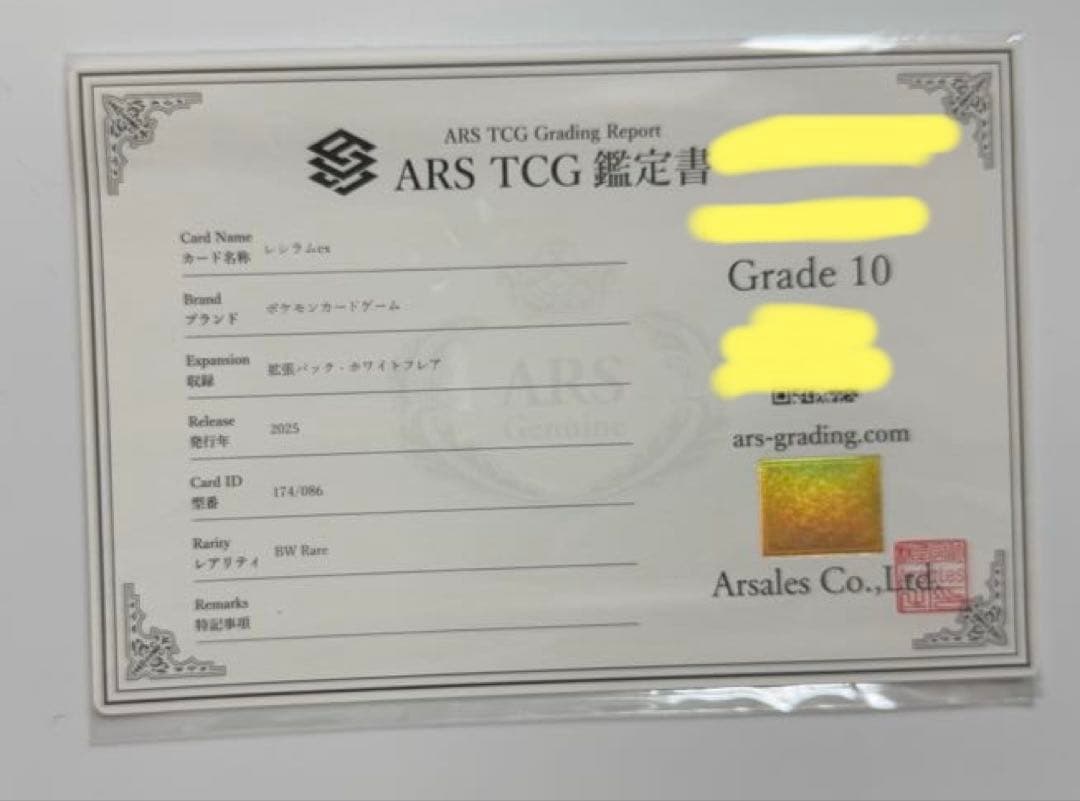 ARS TCG Grading Report
ARS TCG 鑑定書
Card Name
カード名称
レシラムex
Brand
ブランド
ポケモンカードゲーム
Expansion
収録
拡張パック・ホワイトフレア
Release
発行年
2025
Card ID
型番
174/086
Rarity
レアリティ
BW Rare
Remarks
特記事項
ARS
Genuine
Grade 10
ars-grading.com
Arsales Co.,Ltd.